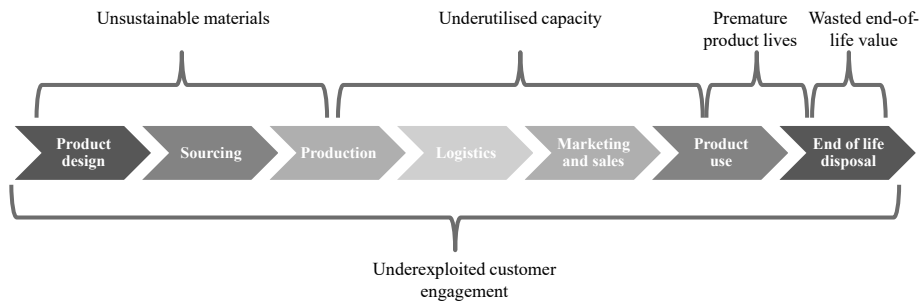 Unsustainable materials
Underutilised capacity
Premature
product lives
Wasted end-of-
life value
Product
design
Sourcing
Production
Logistics
Marketing
and sales
Product
use
End of life
disposal
Underexploited customer
engagement